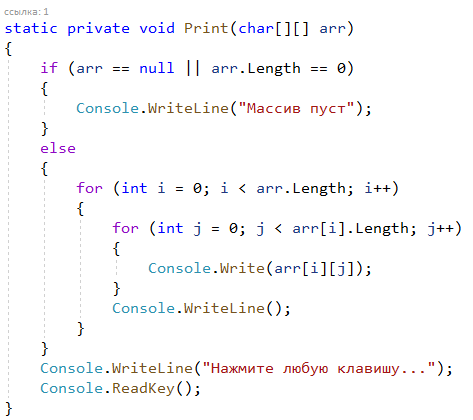 ссылка: 1
static private void Print(char[][] arr)
{
    if (arr == null || arr.Length == 0)
    {
        Console.WriteLine("Массив пуст");
    }
    else
    {
        for (int i = 0; i < arr.Length; i++)
        {
            for (int j = 0; j < arr[i].Length; j++)
            {
                Console.Write(arr[i][j]);
            }
            Console.WriteLine();
        }
    }
    Console.WriteLine("Нажмите любую клавишу...");
    Console.ReadKey();
}